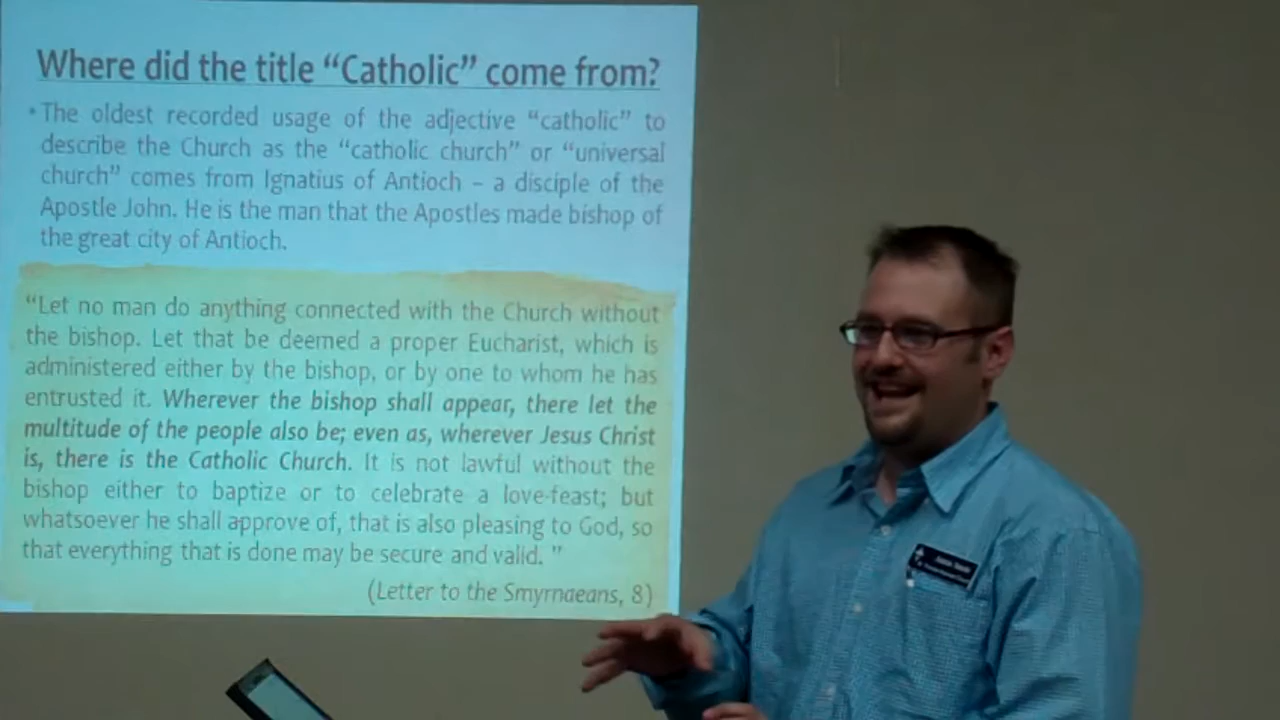 Where did the title “Catholic” come from?
• The oldest recorded usage of the adjective “catholic” to
describe the Church as the “catholic church” or “universal
church” comes from Ignatius of Antioch – a disciple of the
Apostle John. He is the man that the Apostles made bishop of
the great city of Antioch.
“Let no man do anything connected with the Church without
the bishop. Let that be deemed a proper Eucharist, which is
administered either by the bishop, or by one to whom he has
entrusted it. Wherever the bishop shall appear, there let the
multitude of the people also be; even as, wherever Jesus Christ
is, there is the Catholic Church. It is not lawful without the
bishop either to baptize or to celebrate a love-feast; but
whatsoever he shall approve of, that is also pleasing to God, so
that everything that is done may be secure and valid. ”
(Letter to the Smyrnaeans, 8)